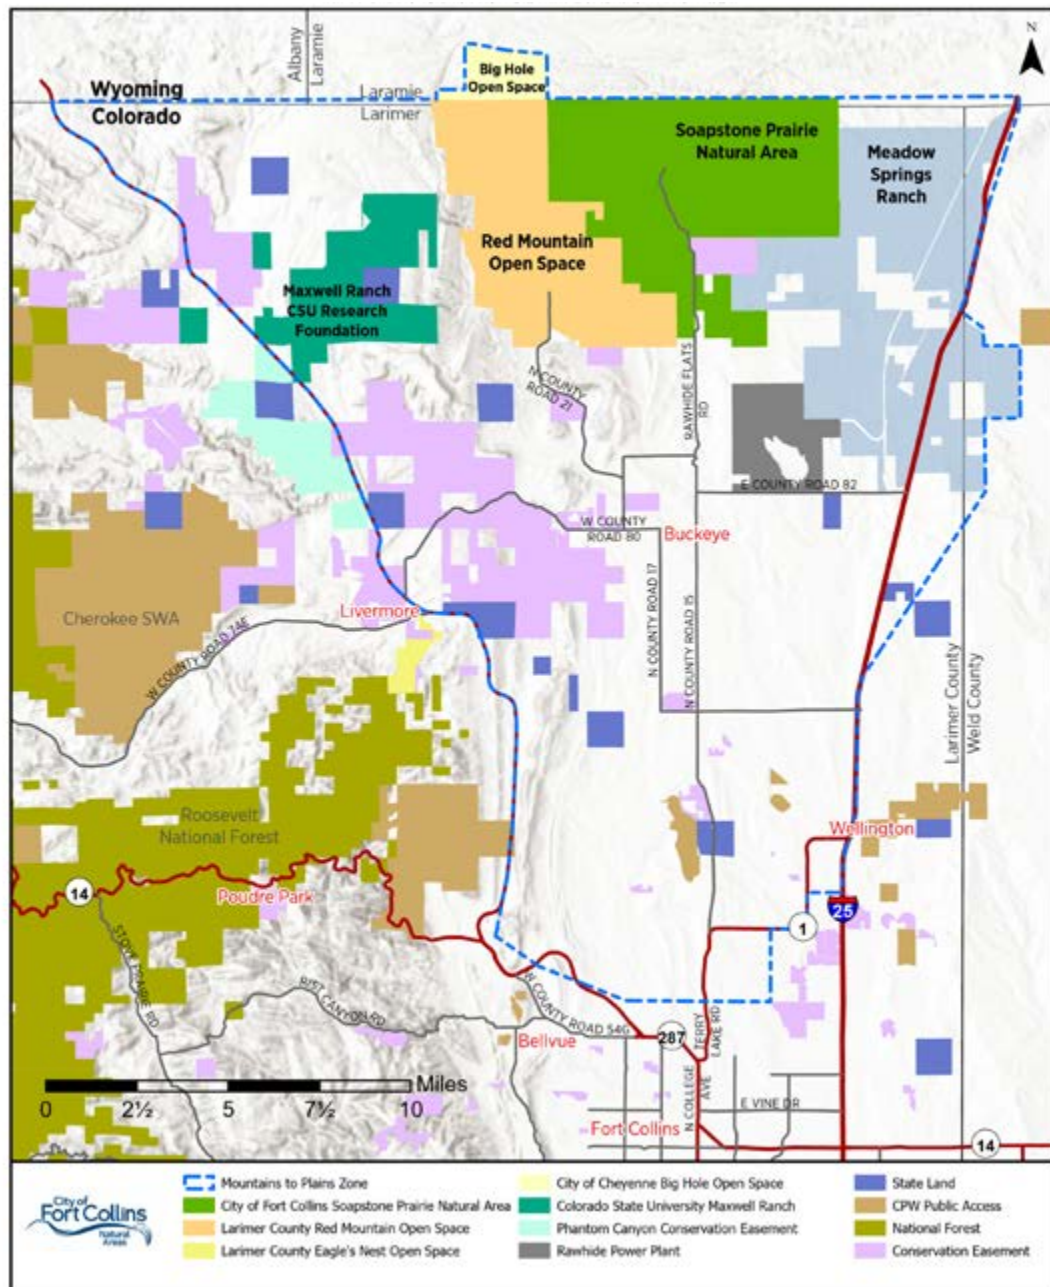 N
Albany
Laramie
Big Hole
Open Space
Wyoming
Colorado
Laramie
Larimer
Soapstone Prairie
Natural Area
Meadow
Springs
Ranch
Red Mountain
Open Space
Maxwell Ranch
CSU Research
Foundation
N COUNTY
ROAD 21
RAWHIDE FLATS
RD
E COUNTY ROAD 82
W COUNTY
ROAD 80
Buckeye
Livermore
Cherokee SWA
W COUNTY ROAD 74E
N COUNTY ROAD 17
N COUNTY ROAD 15
Larimer County
Weld County
Roosevelt
National Forest
Wellington
14
Poudre Park
25
1
STOVE PRAIRIE RD
RIST CANYON RD
W COUNTY ROAD 54G
Bellvue
287
TERRY
LAKE RD
N COLLEGE
AVE
E VINE DR
Fort Collins
14
Miles
0 2½ 5 7½ 10
City of
Fort Collins
Natural
Areas
Mountains to Plains Zone
City of Fort Collins Soapstone Prairie Natural Area
Larimer County Red Mountain Open Space
Larimer County Eagle's Nest Open Space
City of Cheyenne Big Hole Open Space
Colorado State University Maxwell Ranch
Phantom Canyon Conservation Easement
Rawhide Power Plant
State Land
CPW Public Access
National Forest
Conservation Easement